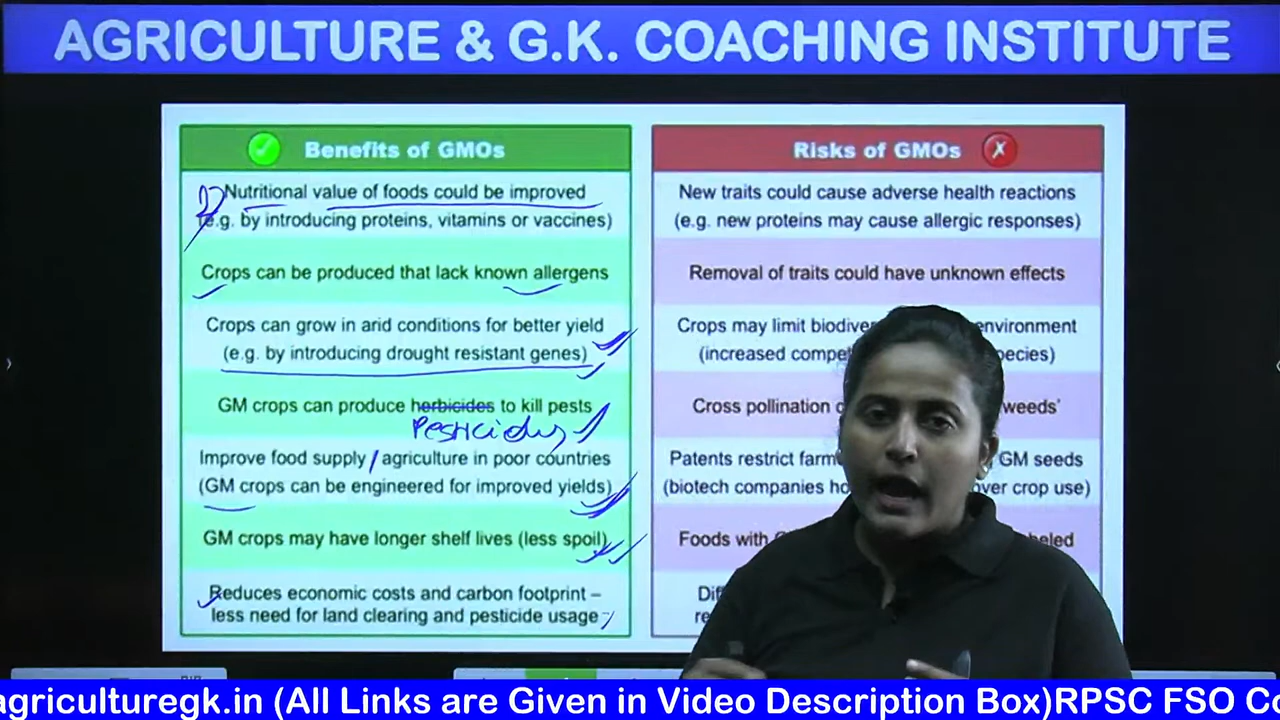 AGRICULTURE & G.K. COACHING INSTITUTE
Benefits of GMOs
1) Nutritional value of foods could be improved
(e.g. by introducing proteins, vitamins or vaccines)
Crops can be produced that lack known allergens
Crops can grow in arid conditions for better yield
(e.g. by introducing drought resistant genes)
GM crops can produce herbicides to kill pests
Pesticides
Improve food supply / agriculture in poor countries
(GM crops can be engineered for improved yields)
GM crops may have longer shelf lives (less spoil)
Reduces economic costs and carbon footprint –
less need for land clearing and pesticide usage
Risks of GMOs
New traits could cause adverse health reactions
(e.g. new proteins may cause allergic responses)
Removal of traits could have unknown effects
Crops may limit environment
(increased
Cross pollination weeds'
Patents restrict GM seeds
(biotech companies over crop use)
Foods with
agriculturegk.in (All Links are Given in Video Description Box)RPSC FSO